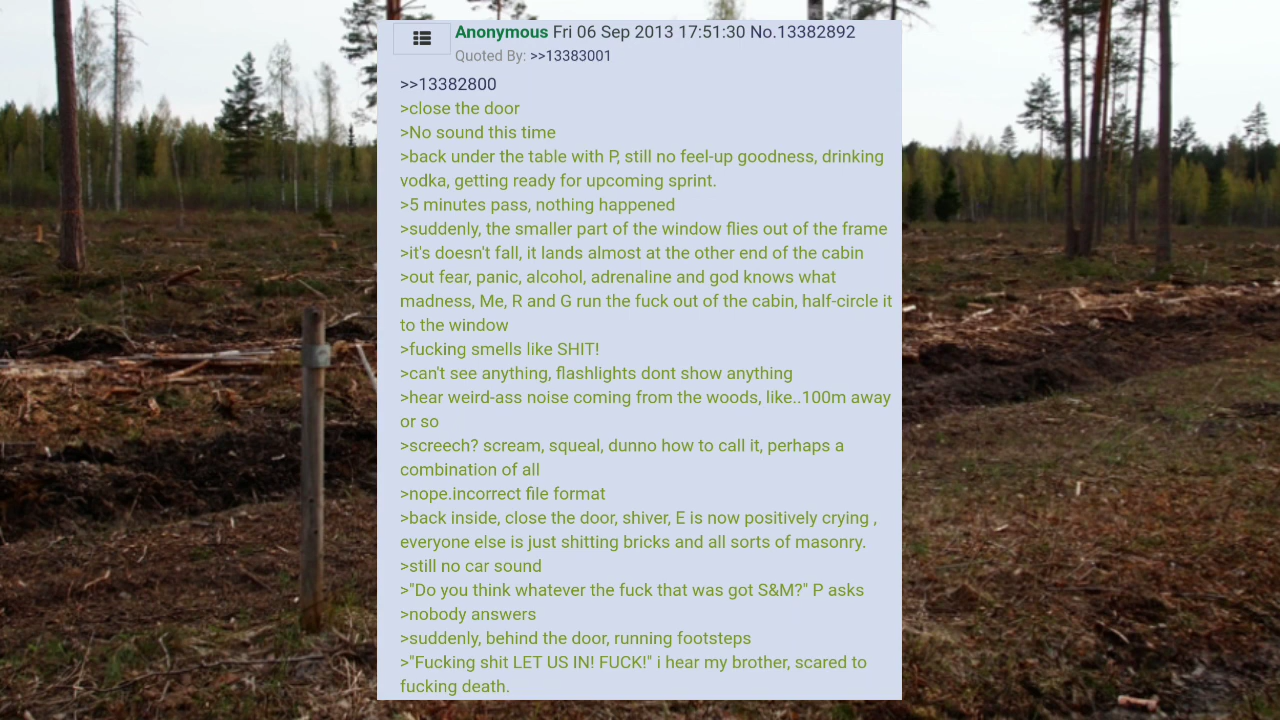 Anonymous Fri 06 Sep 2013 17:51:30 No.13382892
Quoted By: >>13383001
>>13382800
>close the door
>No sound this time
>back under the table with P, still no feel-up goodness, drinking
vodka, getting ready for upcoming sprint.
>5 minutes pass, nothing happened
>suddenly, the smaller part of the window flies out of the frame
>it's doesn't fall, it lands almost at the other end of the cabin
>out fear, panic, alcohol, adrenaline and god knows what
madness, Me, R and G run the fuck out of the cabin, half-circle it
to the window
>fucking smells like SHIT!
>can't see anything, flashlights dont show anything
>hear weird-ass noise coming from the woods, like..100m away
or so
>screech? scream, squeal, dunno how to call it, perhaps a
combination of all
>nope.incorrect file format
>back inside, close the door, shiver, E is now positively crying ,
everyone else is just shitting bricks and all sorts of masonry.
>still no car sound
>"Do you think whatever the fuck that was got S&M?" P asks
>nobody answers
>suddenly, behind the door, running footsteps
>"Fucking shit LET US IN! FUCK!" i hear my brother, scared to
fucking death.